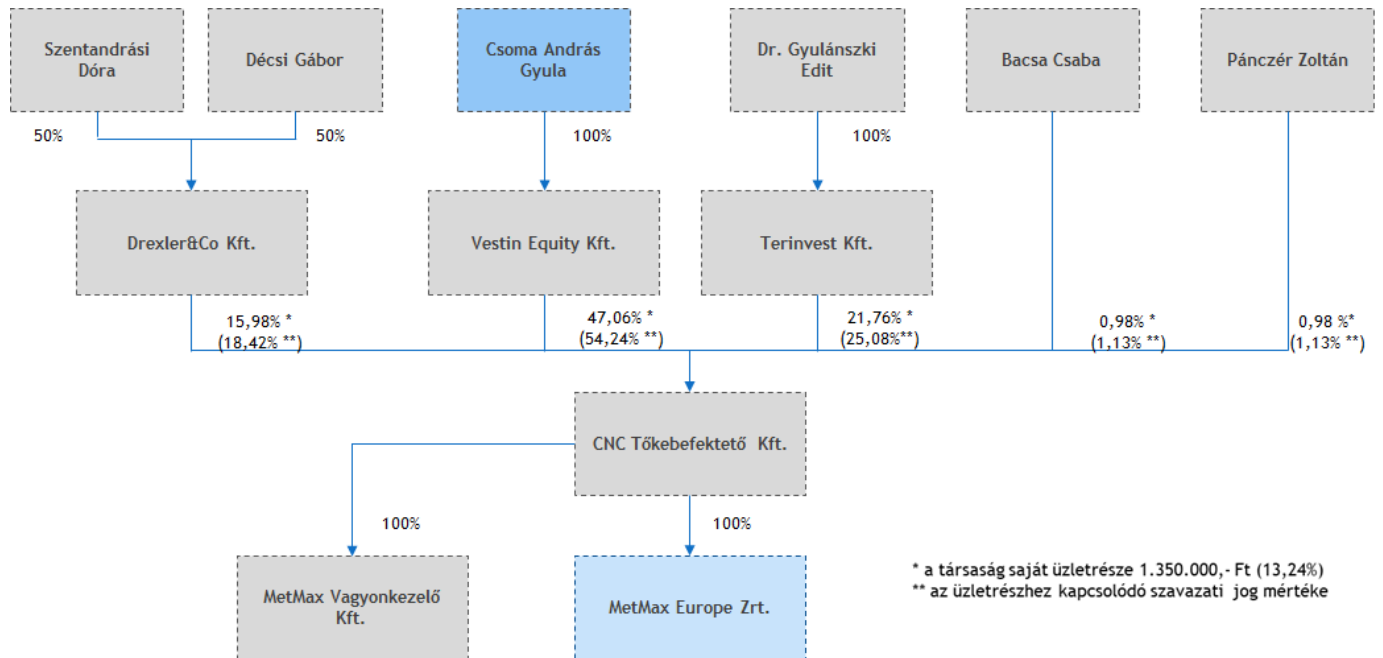 Szentandrási
Dóra
Décsi Gábor
Csoma András
Gyula
Dr. Gyulánszki
Edit
Bacsa Csaba
Pánczér Zoltán
50%
50%
100%
100%
Drexler&Co Kft.
Vestin Equity Kft.
Terinvest Kft.
15,98% *
(18,42% **)
47,06% *
(54,24% **)
21,76% *
(25,08%**)
0,98% *
(1,13% **)
0,98 %*
(1,13% **)
CNC Tőkebefektető Kft.
100%
100%
MetMax Vagyonkezelő
Kft.
MetMax Europe Zrt.
* a társaság saját üzletrésze 1.350.000,- Ft (13,24%)
** az üzletrészhez kapcsolódó szavazati jog mértéke